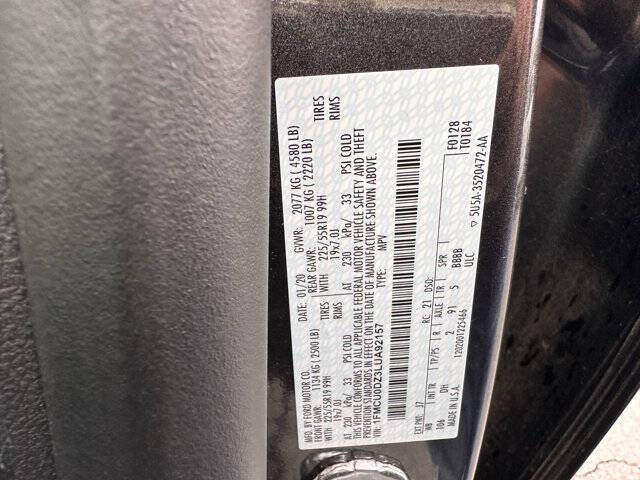 MFD. BY FORD MOTOR CO.
DATE: 01/20 GVWR: 2077 KG ( 4580 LB)
FRONT GAWR: 1134 KG ( 2500 LB) REAR GAWR: 1007 KG ( 2220 LB)
WITH 225/55R19 99H TIRES WITH 225/55R19 99H TIRES
19x7.0J RIMS 19x7.0J RIMS
AT 230 kPa/ 33 PSI COLD AT 230 kPa/ 33 PSI COLD
THIS VEHICLE CONFORMS TO ALL APPLICABLE FEDERAL MOTOR VEHICLE SAFETY AND THEFT
PREVENTION STANDARDS IN EFFECT ON THE DATE OF MANUFACTURE SHOWN ABOVE.
VIN: 1FMCU0DZ3LUA92157 TYPE: MPV
F0128
T0184
EXT PNT: J7 RC: 21 DSO:
WB INT TR TP/PS R AXLE TR SPR
106 DH 2 91 5 BBBB
ULC
MADE IN U.S.A. 1202001225466
▽ 5U5A-3520472-AA